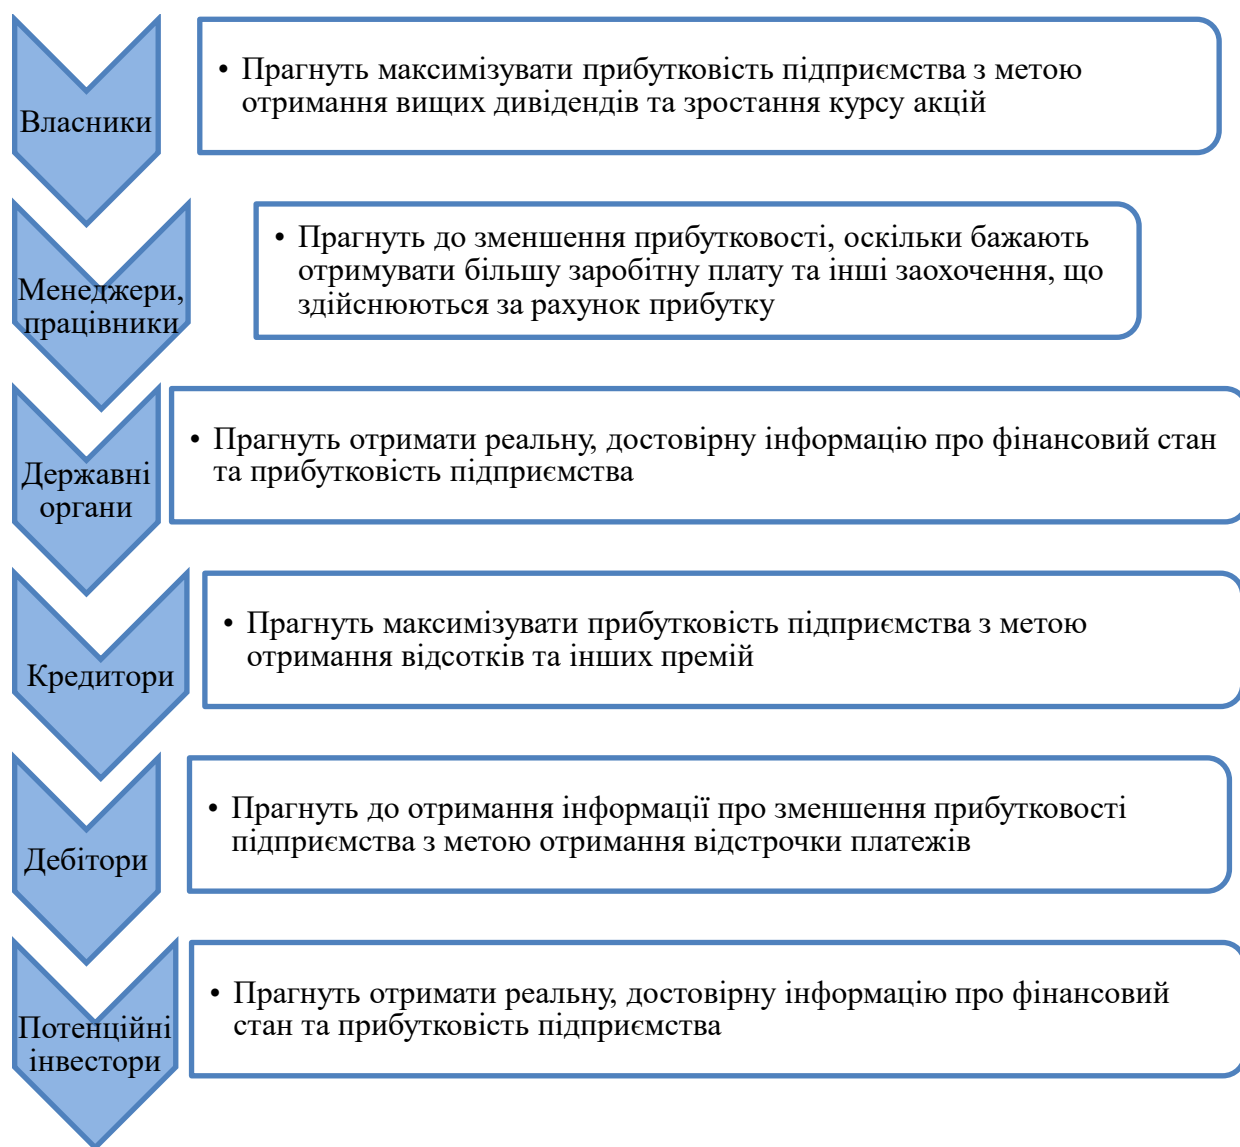 Власники
• Прагнуть максимізувати прибутковість підприємства з метою
отримання вищих дивідендів та зростання курсу акцій
Менеджери,
працівники
• Прагнуть до зменшення прибутковості, оскільки бажають
отримувати більшу заробітну плату та інші заохочення, що
здійснюються за рахунок прибутку
Державні
органи
• Прагнуть отримати реальну, достовірну інформацію про фінансовий стан
та прибутковість підприємства
Кредитори
• Прагнуть максимізувати прибутковість підприємства з метою
отримання відсотків та інших премій
Дебітори
• Прагнуть до отримання інформації про зменшення прибутковості
підприємства з метою отримання відстрочки платежів
Потенційні
інвестори
• Прагнуть отримати реальну, достовірну інформацію про фінансовий
стан та прибутковість підприємства